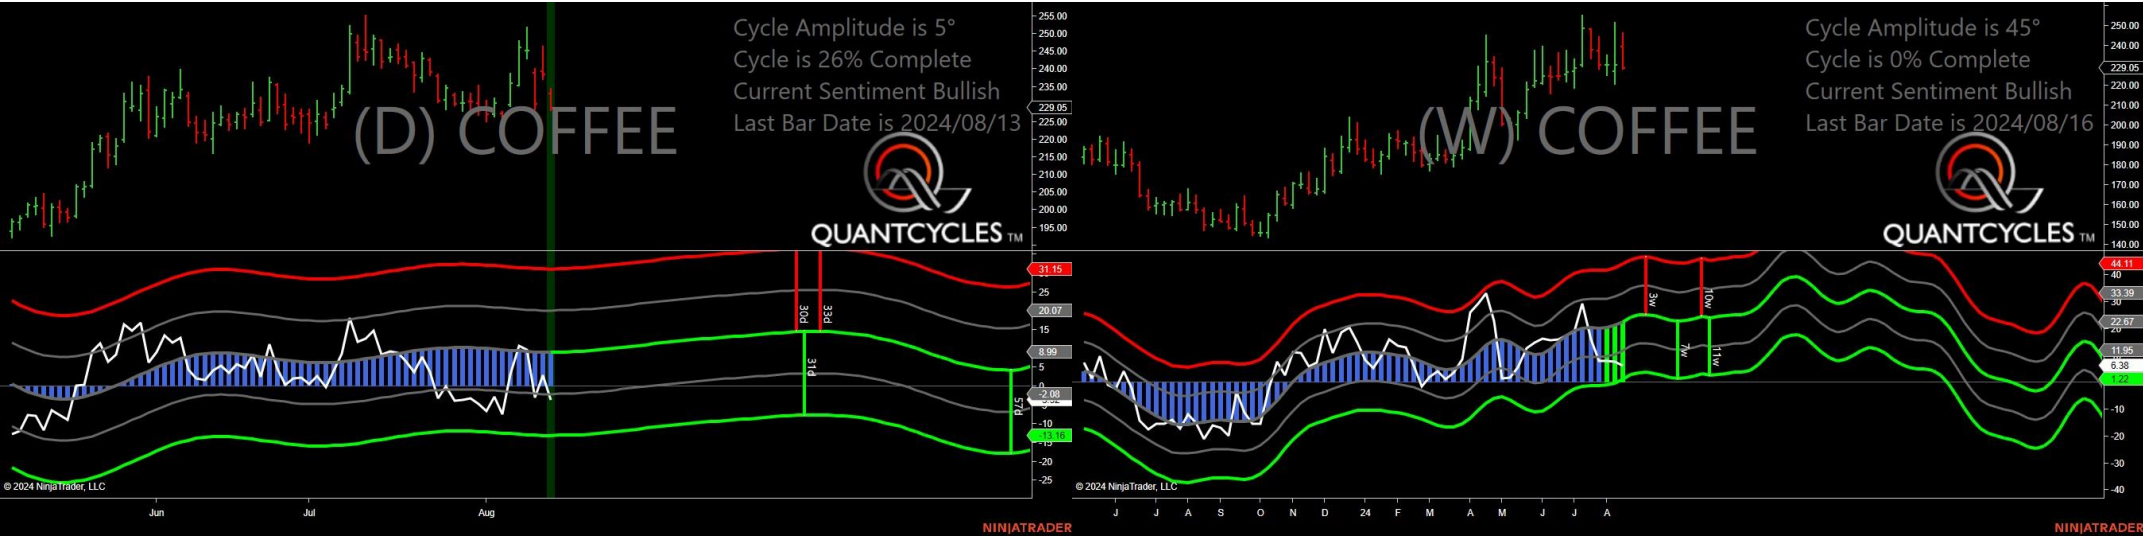 Cycle Amplitude is 5°
Cycle is 26% Complete
Current Sentiment Bullish
Last Bar Date is 2024/08/13
(D) COFFEE
QUANTCYCLES TM
255.00
250.00
245.00
240.00
235.00
229.05
225.00
220.00
215.00
210.00
205.00
200.00
195.00
31.15
25
20.07
15
8.99
5
0
-2.08
-10
-13.16
-15
-20
-25
30d
33d
31d
57d
© 2024 NinjaTrader, LLC
Jun
Jul
Aug
NINJATRADER
Cycle Amplitude is 45°
Cycle is 0% Complete
Current Sentiment Bullish
Last Bar Date is 2024/08/16
(W) COFFEE
QUANTCYCLES TM
250.00
240.00
229.05
220.00
210.00
200.00
190.00
180.00
170.00
160.00
150.00
140.00
44.11
40
33.39
30
22.67
11.95
6.38
1.22
-10
-20
-30
-40
3w
10w
7w
11w
© 2024 NinjaTrader, LLC
J
J
A
S
O
N
D
24
F
M
A
M
J
J
A
NINJATRADER